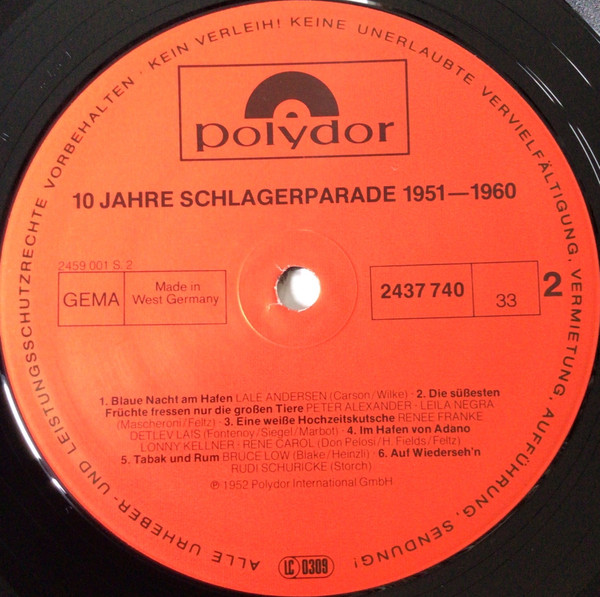 ALLE URHEBER- UND LEISTUNGSSCHUTZRECHTE VORBEHALTEN · KEIN VERLEIH! KEINE UNERLAUBTE VERVIELFÄLTIGUNG, VERMIETUNG, AUFFÜHRUNG, SENDUNG!
polydor
10 JAHRE SCHLAGERPARADE 1951—1960
2459 001 S. 2
GEMA
Made in
West Germany
2437 740
33
2
1. Blaue Nacht am Hafen LALE ANDERSEN (Carson/Wilke) · 2. Die süßesten
Früchte fressen nur die großen Tiere PETER ALEXANDER · LEILA NEGRA
(Mascheroni/Feltz) · 3. Eine weiße Hochzeitskutsche RENEE FRANKE
DETLEV LAIS (Fontenoy/Siegel/Marbot) · 4. Im Hafen von Adano
LONNY KELLNER · RENE CAROL (Don Pelosi/H. Fields/Feltz)
5. Tabak und Rum BRUCE LOW (Blake/Heinzli) · 6. Auf Wiederseh'n
RUDI SCHURICKE (Storch)
℗ 1952 Polydor International GmbH
LC 0309